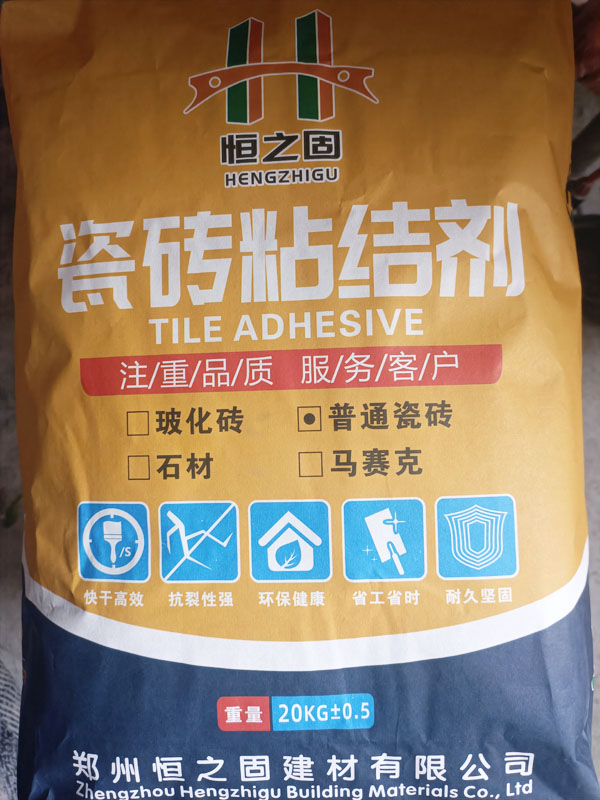 恒之固
HENGZHIGU
瓷砖粘结剂
TILE ADHESIVE
注/重/品/质 服/务/客/户
玻化砖 普通瓷砖
石材 马赛克
/S
快干高效 抗裂性强 环保健康 省工省时 耐久坚固
重量 20KG±0.5
郑州恒之固建材有限公司
Zhengzhou Hengzhigu Building Materials Co., Ltd